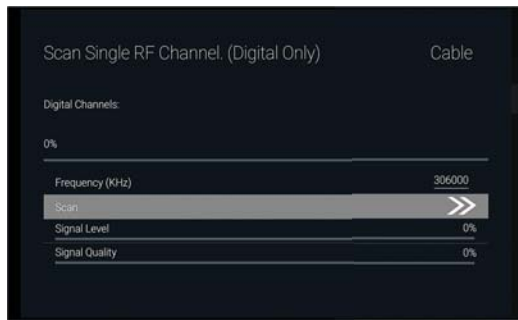 Scan Single RF Channel. (Digital Only) Cable
Digital Channels:
0%
Frequency (KHz) 306000
Scan
Signal Level 0%
Signal Quality 0%